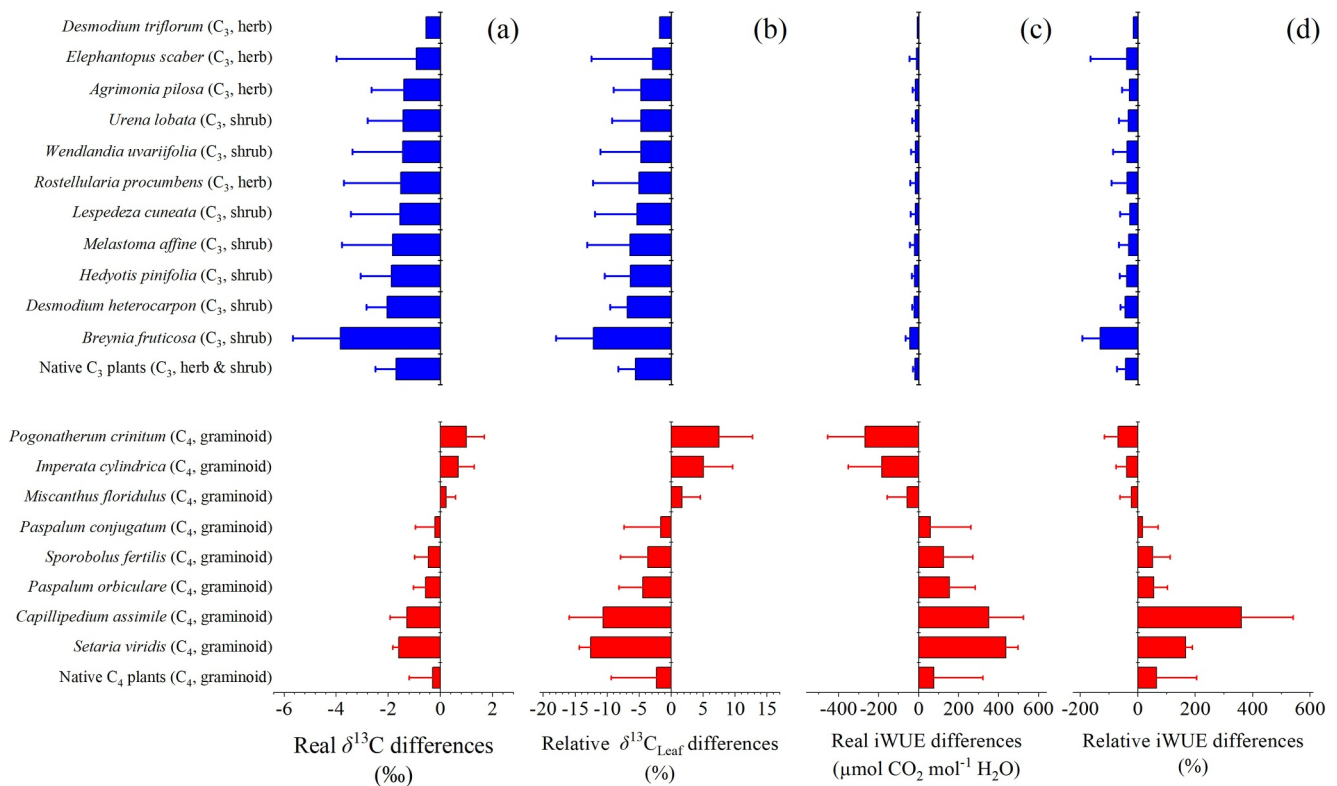 (a)
(b)
(c)
(d)
Desmodium triflorum (C₃, herb)
Elephantopus scaber (C₃, herb)
Agrimonia pilosa (C₃, herb)
Urena lobata (C₃, shrub)
Wendlandia uvariifolia (C₃, shrub)
Rostellularia procumbens (C₃, herb)
Lespedeza cuneata (C₃, shrub)
Melastoma affine (C₃, shrub)
Hedyotis pinifolia (C₃, shrub)
Desmodium heterocarpon (C₃, shrub)
Breynia fruticosa (C₃, shrub)
Native C₃ plants (C₃, herb & shrub)
Pogonatherum crinitum (C₄, graminoid)
Imperata cylindrica (C₄, graminoid)
Miscanthus floridulus (C₄, graminoid)
Paspalum conjugatum (C₄, graminoid)
Sporobolus fertilis (C₄, graminoid)
Paspalum orbiculare (C₄, graminoid)
Capillipedium assimile (C₄, graminoid)
Setaria viridis (C₄, graminoid)
Native C₄ plants (C₄, graminoid)
-6 -4 -2 0 2
-20 -15 -10 -5 0 5 10 15
-400 -200 0 200 400 600
-200 0 200 400 600
Real δ¹³C differences
(‰)
Relative δ¹³C_Leaf differences
(%)
Real iWUE differences
(μmol CO₂ mol⁻¹ H₂O)
Relative iWUE differences
(%)